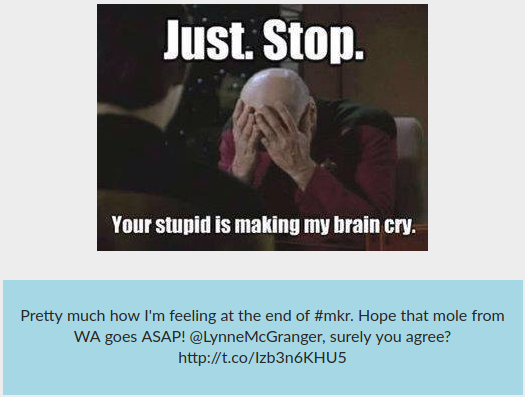 Just. Stop.
Your stupid is making my brain cry.
Pretty much how I'm feeling at the end of #mkr. Hope that mole from
WA goes ASAP! @LynneMcGranger, surely you agree?
http://t.co/Izb3n6KHU5